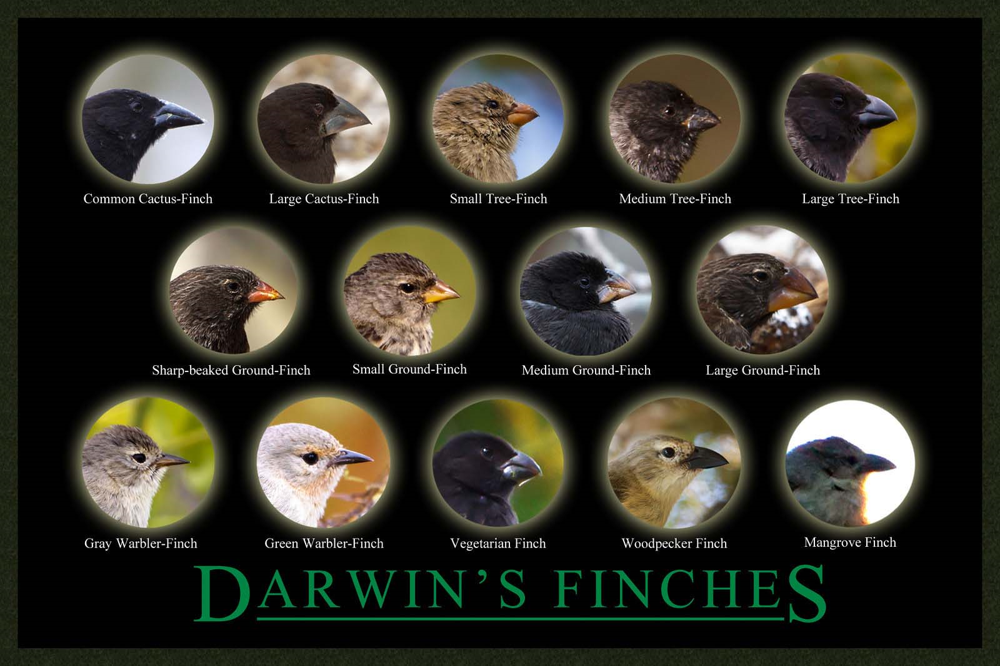 Common Cactus-Finch
Large Cactus-Finch
Small Tree-Finch
Medium Tree-Finch
Large Tree-Finch
Sharp-beaked Ground-Finch
Small Ground-Finch
Medium Ground-Finch
Large Ground-Finch
Gray Warbler-Finch
Green Warbler-Finch
Vegetarian Finch
Woodpecker Finch
Mangrove Finch
DARWIN’S FINCHES